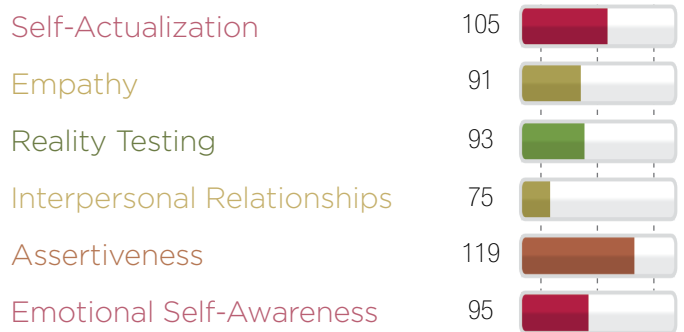 Self-Actualization 105
Empathy 91
Reality Testing 93
Interpersonal Relationships 75
Assertiveness 119
Emotional Self-Awareness 95